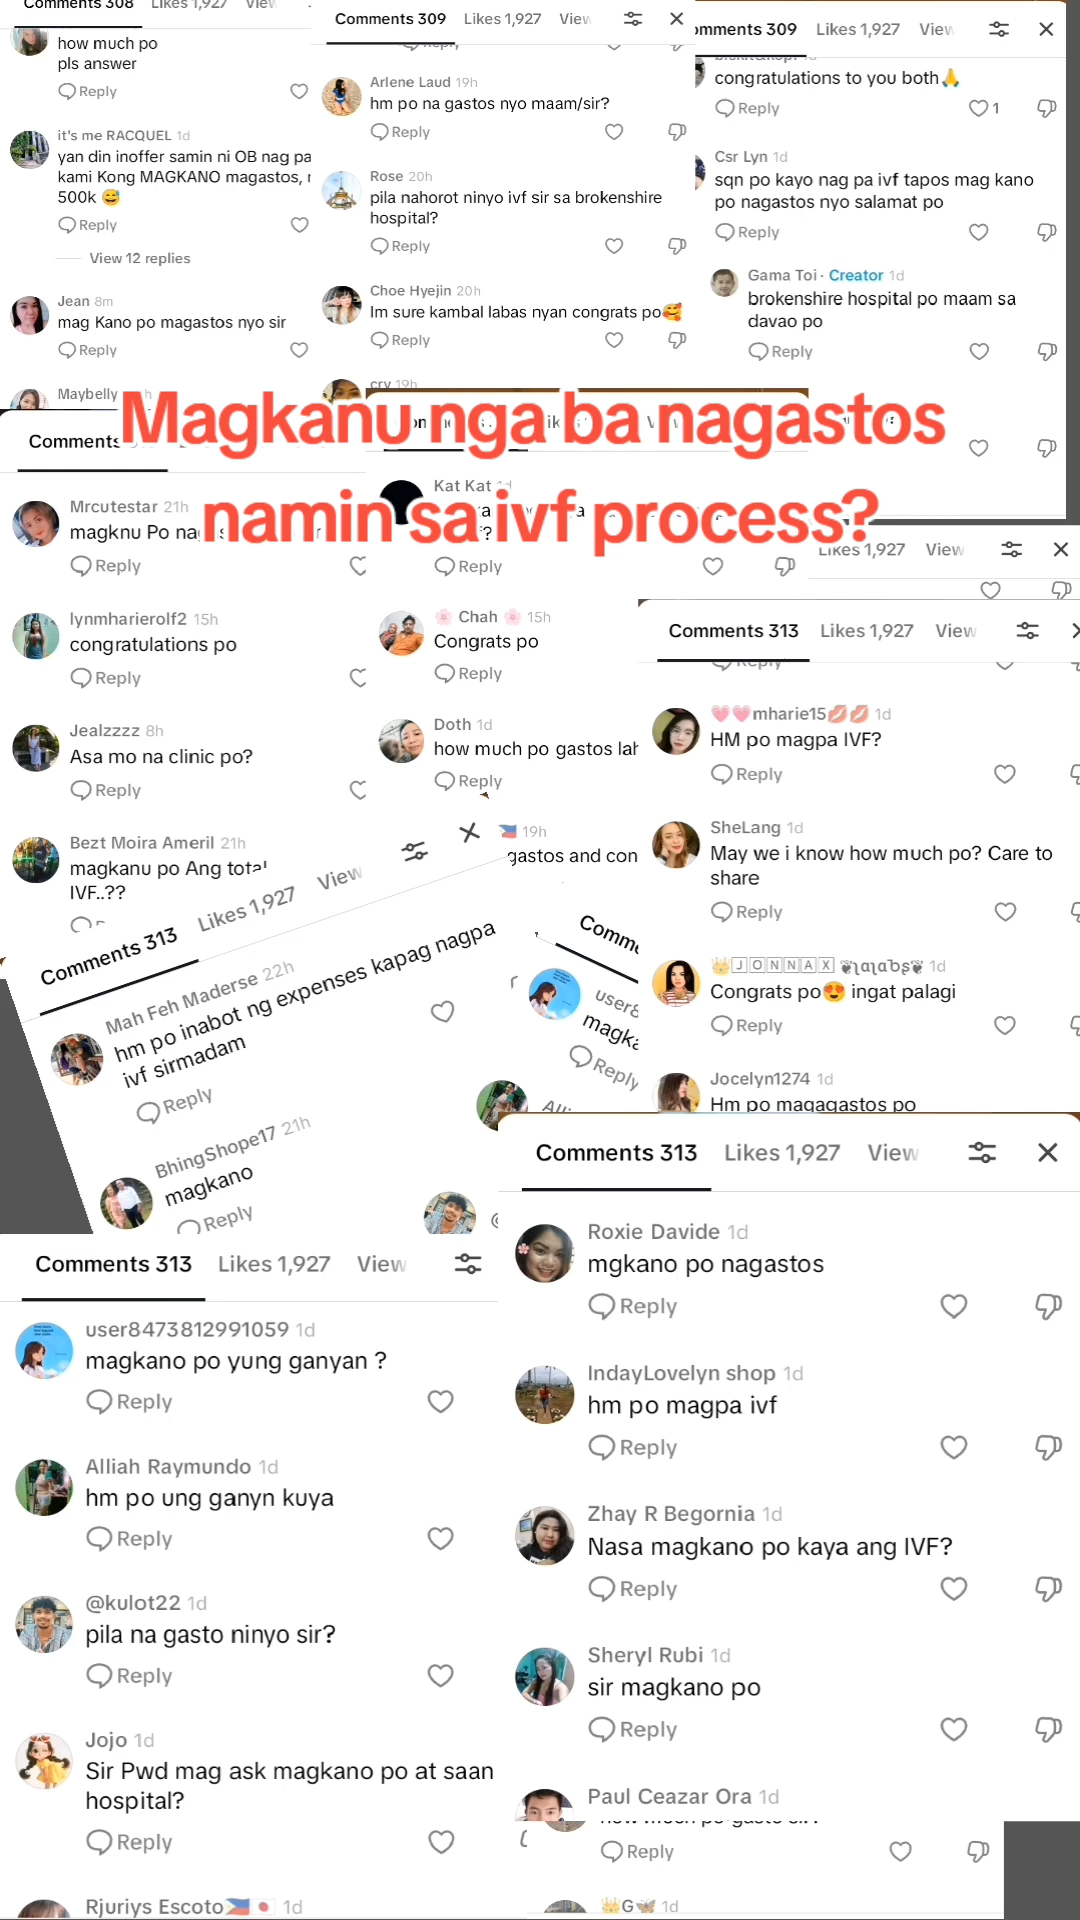 Comments 308 Likes 1,927 View
how much po
pls answer
Reply
it's me RACQUEL 1d
yan din inoffer samin ni OB nag pa
kami Kong MAGKANO magastos,
500k 😅
Reply
View 12 replies
Jean 8m
mag Kano po magastos nyo sir
Reply
Maybelly
Comments 309 Likes 1,927 View
Reply
Arlene Laud 19h
hm po na gastos nyo maam/sir?
Reply
Rose 20h
pila nahorot ninyo ivf sir sa brokenshire
hospital?
Reply
Choe Hyejin 20h
Im sure kambal labas nyan congrats po🥰
Reply
cry 19h
omments 309 Likes 1,927 View
congratulations to you both🙏
Reply 1
Csr Lyn 1d
sqn po kayo nag pa ivf tapos mag kano
po nagastos nyo salamat po
Reply
Gama Toi · Creator 1d
brokenshire hospital po maam sa
davao po
Reply
Magkanu nga ba nagastos
namin sa ivf process?
Comments
Mrcutestar 21h
magknu Po
Reply
lynmharierolf2 15h
congratulations po
Reply
Jealzzzz 8h
Asa mo na clinic po?
Reply
Bezt Moira Ameril 21h
magkanu po Ang total
IVF..??
Kat Kat 1d
Reply
🌸 Chah 🌸 15h
Congrats po
Reply
Doth 1d
how much po gastos lah
Reply
🇵🇭 19h
gastos and con
Likes 1,927 View
Comments 313 Likes 1,927 View
Reply
💗💗mharie15💋💋 1d
HM po magpa IVF?
Reply
SheLang 1d
May we i know how much po? Care to
share
Reply
👑🄹🄾🄽🄽🄰🅇 1d
Congrats po😍 ingat palagi
Reply
Jocelyn1274 1d
Hm po magagastos po
Comments 313 Likes 1,927 View
Mah Feh Maderse 22h
hm po inabot ng expenses kapag nagpa
ivf sirmadam
Reply
BhingShope17 21h
magkano
Reply
Comm
user8
magka
Reply
Alli
Comments 313 Likes 1,927 View
user8473812991059 1d
magkano po yung ganyan ?
Reply
Alliah Raymundo 1d
hm po ung ganyn kuya
Reply
@kulot22 1d
pila na gasto ninyo sir?
Reply
Jojo 1d
Sir Pwd mag ask magkano po at saan
hospital?
Reply
Rjuriys Escoto🇵🇭🇯🇵 1d
Comments 313 Likes 1,927 View
Roxie Davide 1d
mgkano po nagastos
Reply
IndayLovelyn shop 1d
hm po magpa ivf
Reply
Zhay R Begornia 1d
Nasa magkano po kaya ang IVF?
Reply
Sheryl Rubi 1d
sir magkano po
Reply
Paul Ceazar Ora 1d
Reply
👑G🦋 1d